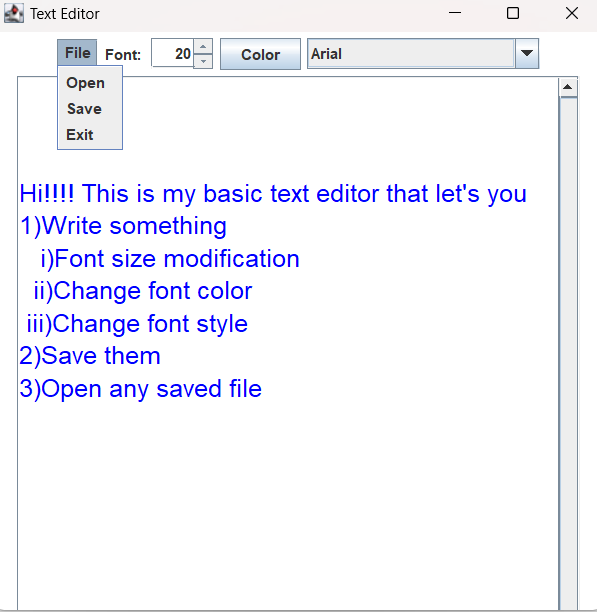 Text Editor
File Font: 20 Color Arial
Open
Save
Exit
Hi!!!! This is my basic text editor that let's you
1)Write something
i)Font size modification
ii)Change font color
iii)Change font style
2)Save them
3)Open any saved file